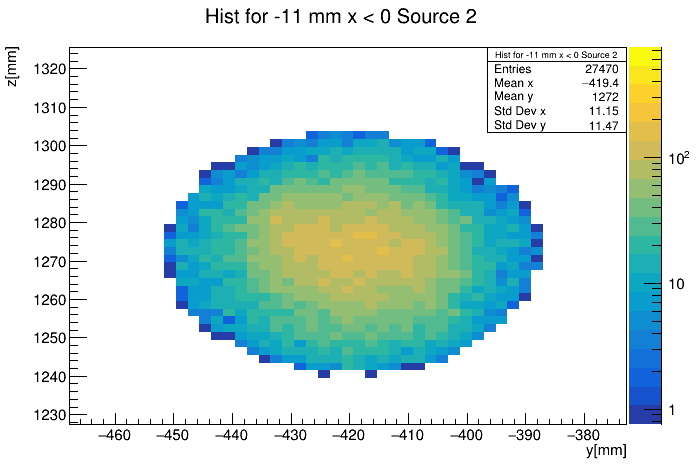 Hist for -11 mm x < 0 Source 2
z[mm]
Hist for -11 mm x < 0 Source 2
Entries 27470
Mean x −419.4
Mean y 1272
Std Dev x 11.15
Std Dev y 11.47
1320
1310
1300
1290
1280
1270
1260
1250
1240
1230
10²
10
1
−460 −450 −440 −430 −420 −410 −400 −390 −380
y[mm]